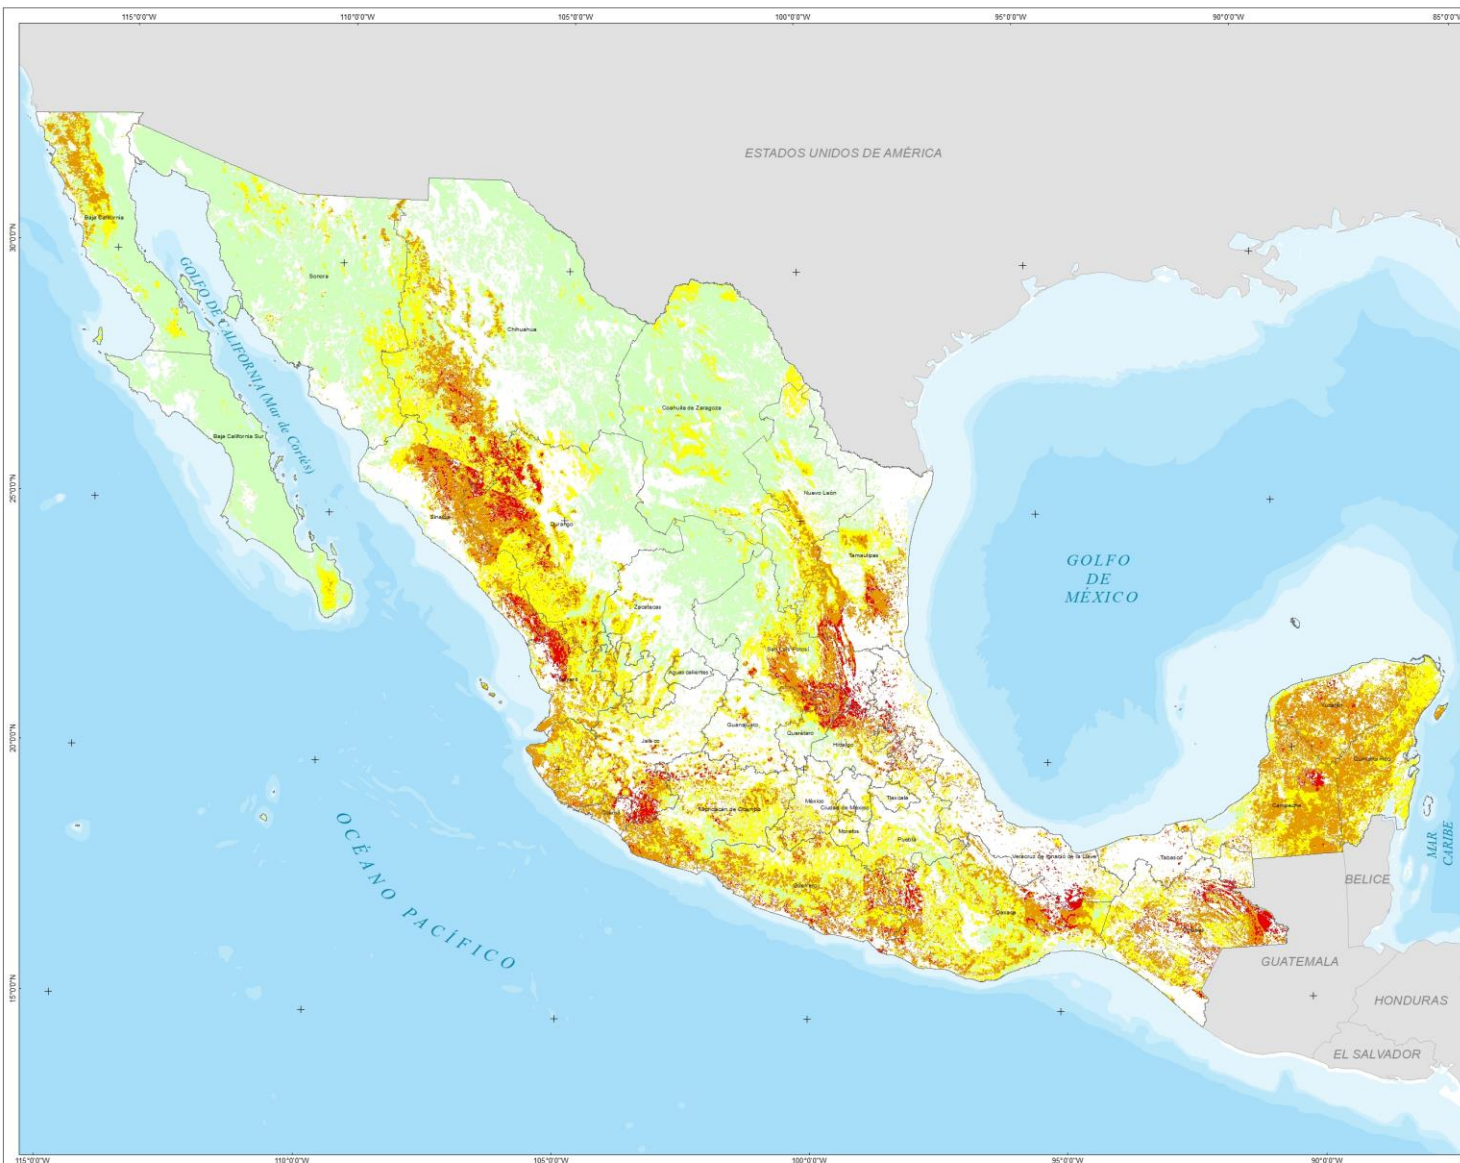 115°0'0"W 110°0'0"W 105°0'0"W 100°0'0"W 95°0'0"W 90°0'0"W 85°0'0"W
ESTADOS UNIDOS DE AMÉRICA
30°0'0"N
25°0'0"N
20°0'0"N
15°0'0"N
Baja California
Sonora
GOLFO DE CALIFORNIA (Mar de Cortés)
Chihuahua
Coahuila de Zaragoza
Baja California Sur
Nuevo León
Sinaloa
Durango
Tamaulipas
GOLFO
DE
MÉXICO
Zacatecas
San Luis Potosí
Aguascalientes
Guanajuato
Querétaro
Jalisco
Hidalgo
Yucatán
Quintana Roo
Campeche
Michoacán de Ocampo
México
Tlaxcala
Ciudad de México
Morelos
Puebla
Veracruz de Ignacio de la Llave
Tabasco
MAR
CARIBE
OCÉANO PACÍFICO
Guerrero
Oaxaca
BELICE
GUATEMALA
HONDURAS
EL SALVADOR
115°0'0"W 110°0'0"W 105°0'0"W 100°0'0"W 95°0'0"W 90°0'0"W